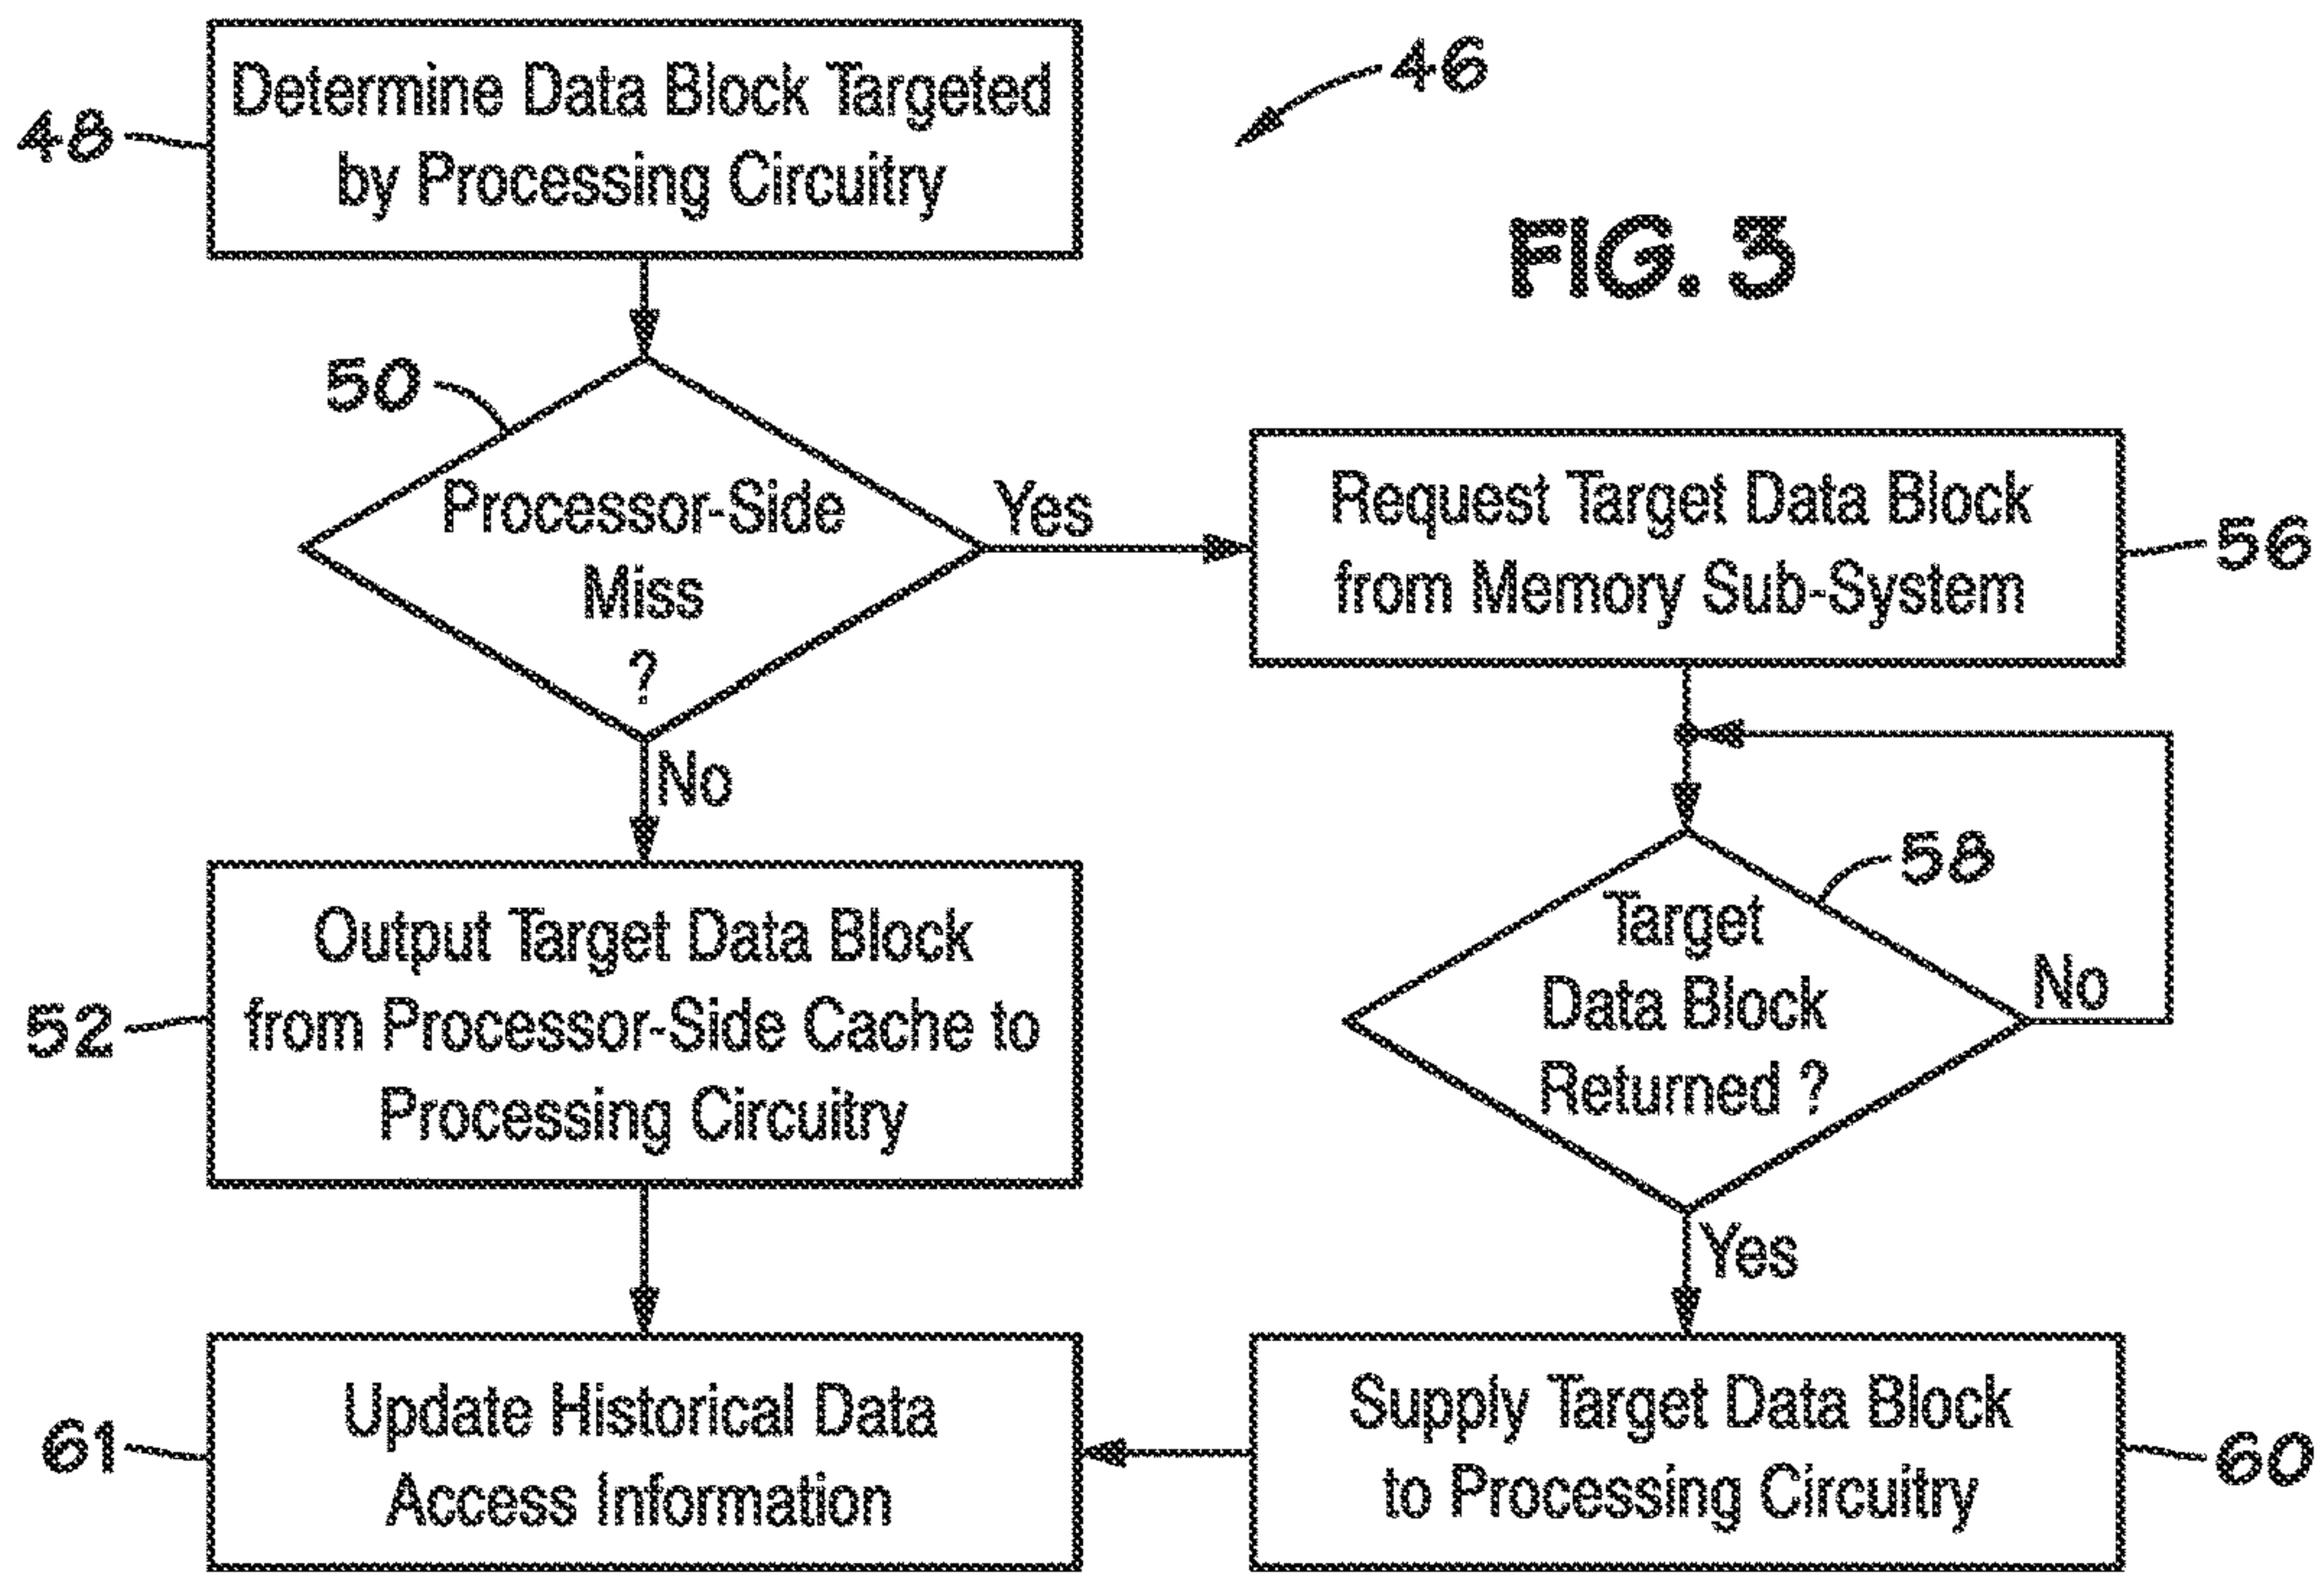 Determine Data Block Targeted
by Processing Circuitry
48
46
FIG. 3
50
Processor-Side
Miss
?
Yes
No
Request Target Data Block
from Memory Sub-System
56
58
Target
Data Block
Returned ?
No
Yes
Output Target Data Block
from Processor-Side Cache to
Processing Circuitry
52
Update Historical Data
Access Information
61
Supply Target Data Block
to Processing Circuitry
60